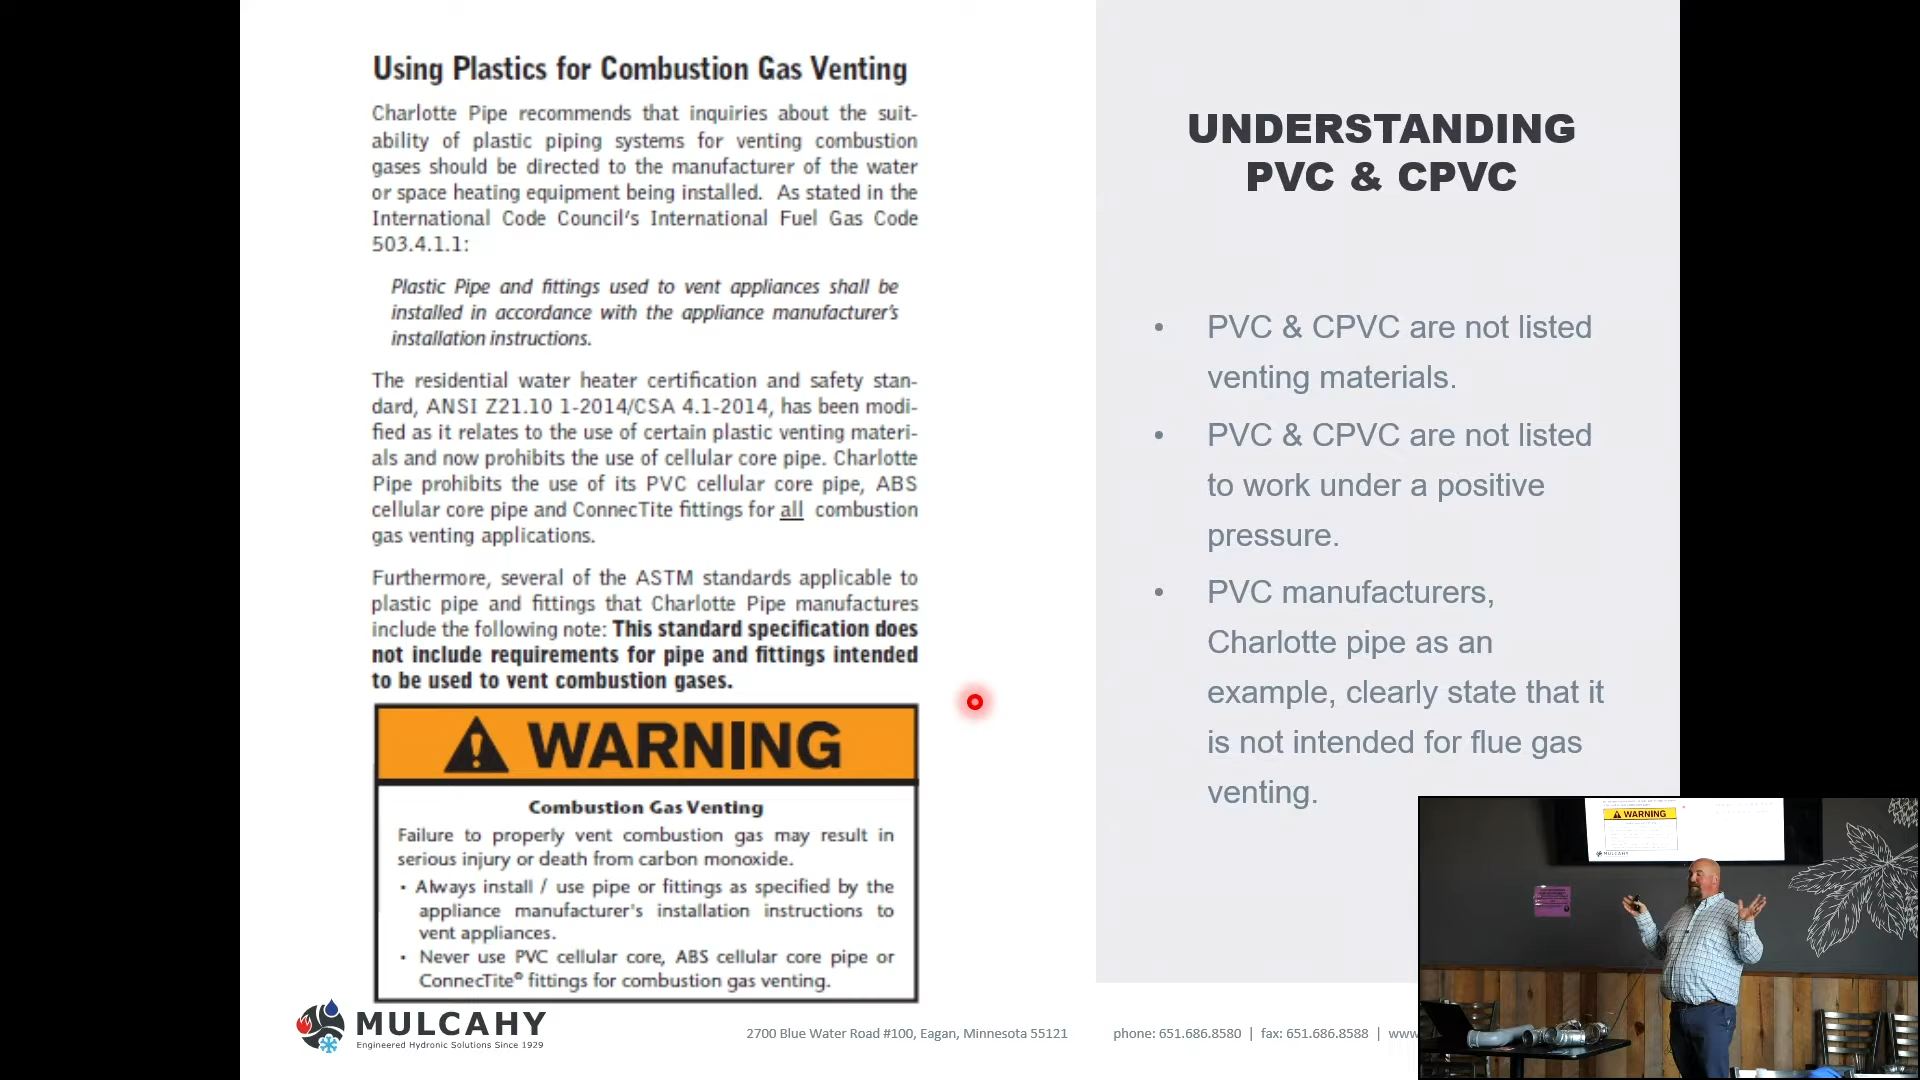 Using Plastics for Combustion Gas Venting
Charlotte Pipe recommends that inquiries about the suit-
ability of plastic piping systems for venting combustion
gases should be directed to the manufacturer of the water
or space heating equipment being installed. As stated in the
International Code Council's International Fuel Gas Code
503.4.1.1:
Plastic Pipe and fittings used to vent appliances shall be
installed in accordance with the appliance manufacturer's
installation instructions.
The residential water heater certification and safety stan-
dard, ANSI Z21.10 1-2014/CSA 4.1-2014, has been modi-
fied as it relates to the use of certain plastic venting materi-
als and now prohibits the use of cellular core pipe. Charlotte
Pipe prohibits the use of its PVC cellular core pipe, ABS
cellular core pipe and ConnecTite fittings for all combustion
gas venting applications.
Furthermore, several of the ASTM standards applicable to
plastic pipe and fittings that Charlotte Pipe manufactures
include the following note: This standard specification does
not include requirements for pipe and fittings intended
to be used to vent combustion gases.
WARNING
Combustion Gas Venting
Failure to properly vent combustion gas may result in
serious injury or death from carbon monoxide.
• Always install / use pipe or fittings as specified by the
appliance manufacturer's installation instructions to
vent appliances.
• Never use PVC cellular core, ABS cellular core pipe or
ConnecTite® fittings for combustion gas venting.
UNDERSTANDING
PVC & CPVC
• PVC & CPVC are not listed
venting materials.
• PVC & CPVC are not listed
to work under a positive
pressure.
• PVC manufacturers,
Charlotte pipe as an
example, clearly state that it
is not intended for flue gas
venting.
MULCAHY
Engineered Hydronic Solutions Since 1929
2700 Blue Water Road #100, Eagan, Minnesota 55121
phone: 651.686.8580 | fax: 651.686.8588 | www
WARNING
MULCAHY